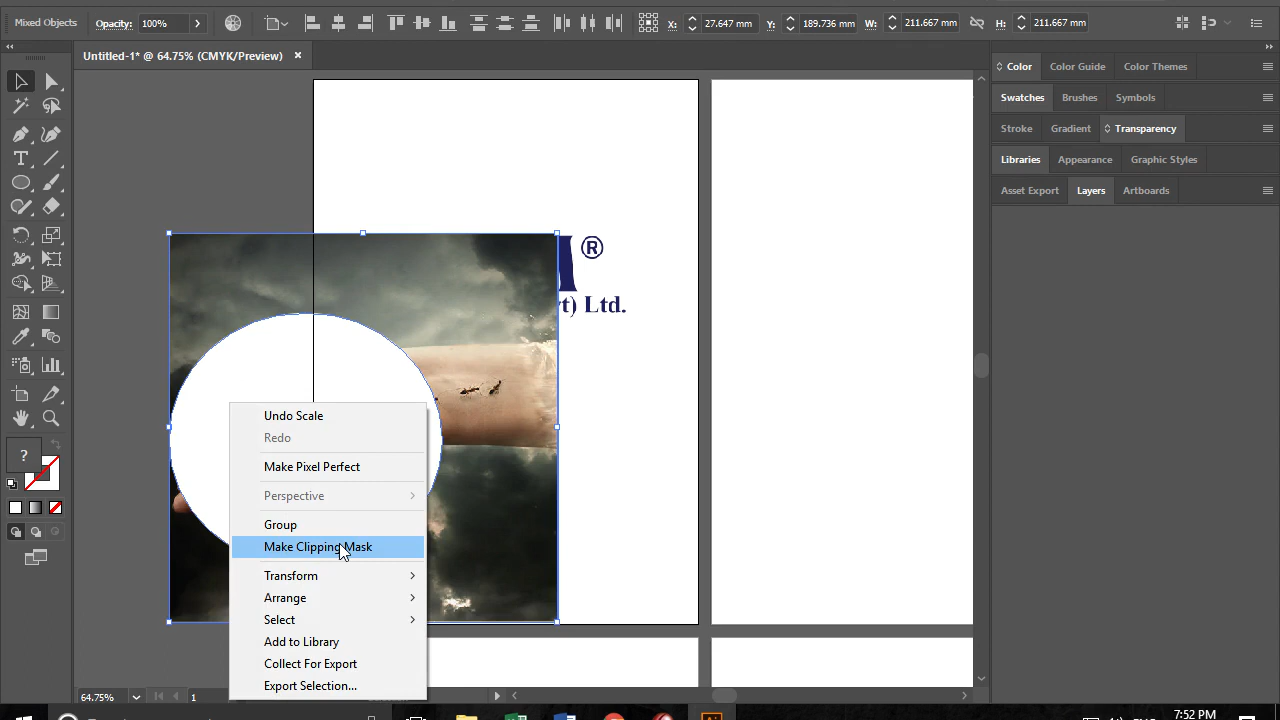 Mixed Objects
Opacity: 100%
X: 27.647 mm
Y: 189.736 mm
W: 211.667 mm
H: 211.667 mm
Untitled-1* @ 64.75% (CMYK/Preview)
®
t) Ltd.
Undo Scale
Redo
Make Pixel Perfect
Perspective
Group
Make Clipping Mask
Transform
Arrange
Select
Add to Library
Collect For Export
Export Selection...
Color
Color Guide
Color Themes
Swatches
Brushes
Symbols
Stroke
Gradient
Transparency
Libraries
Appearance
Graphic Styles
Asset Export
Layers
Artboards
?
64.75%
1
7:52 PM